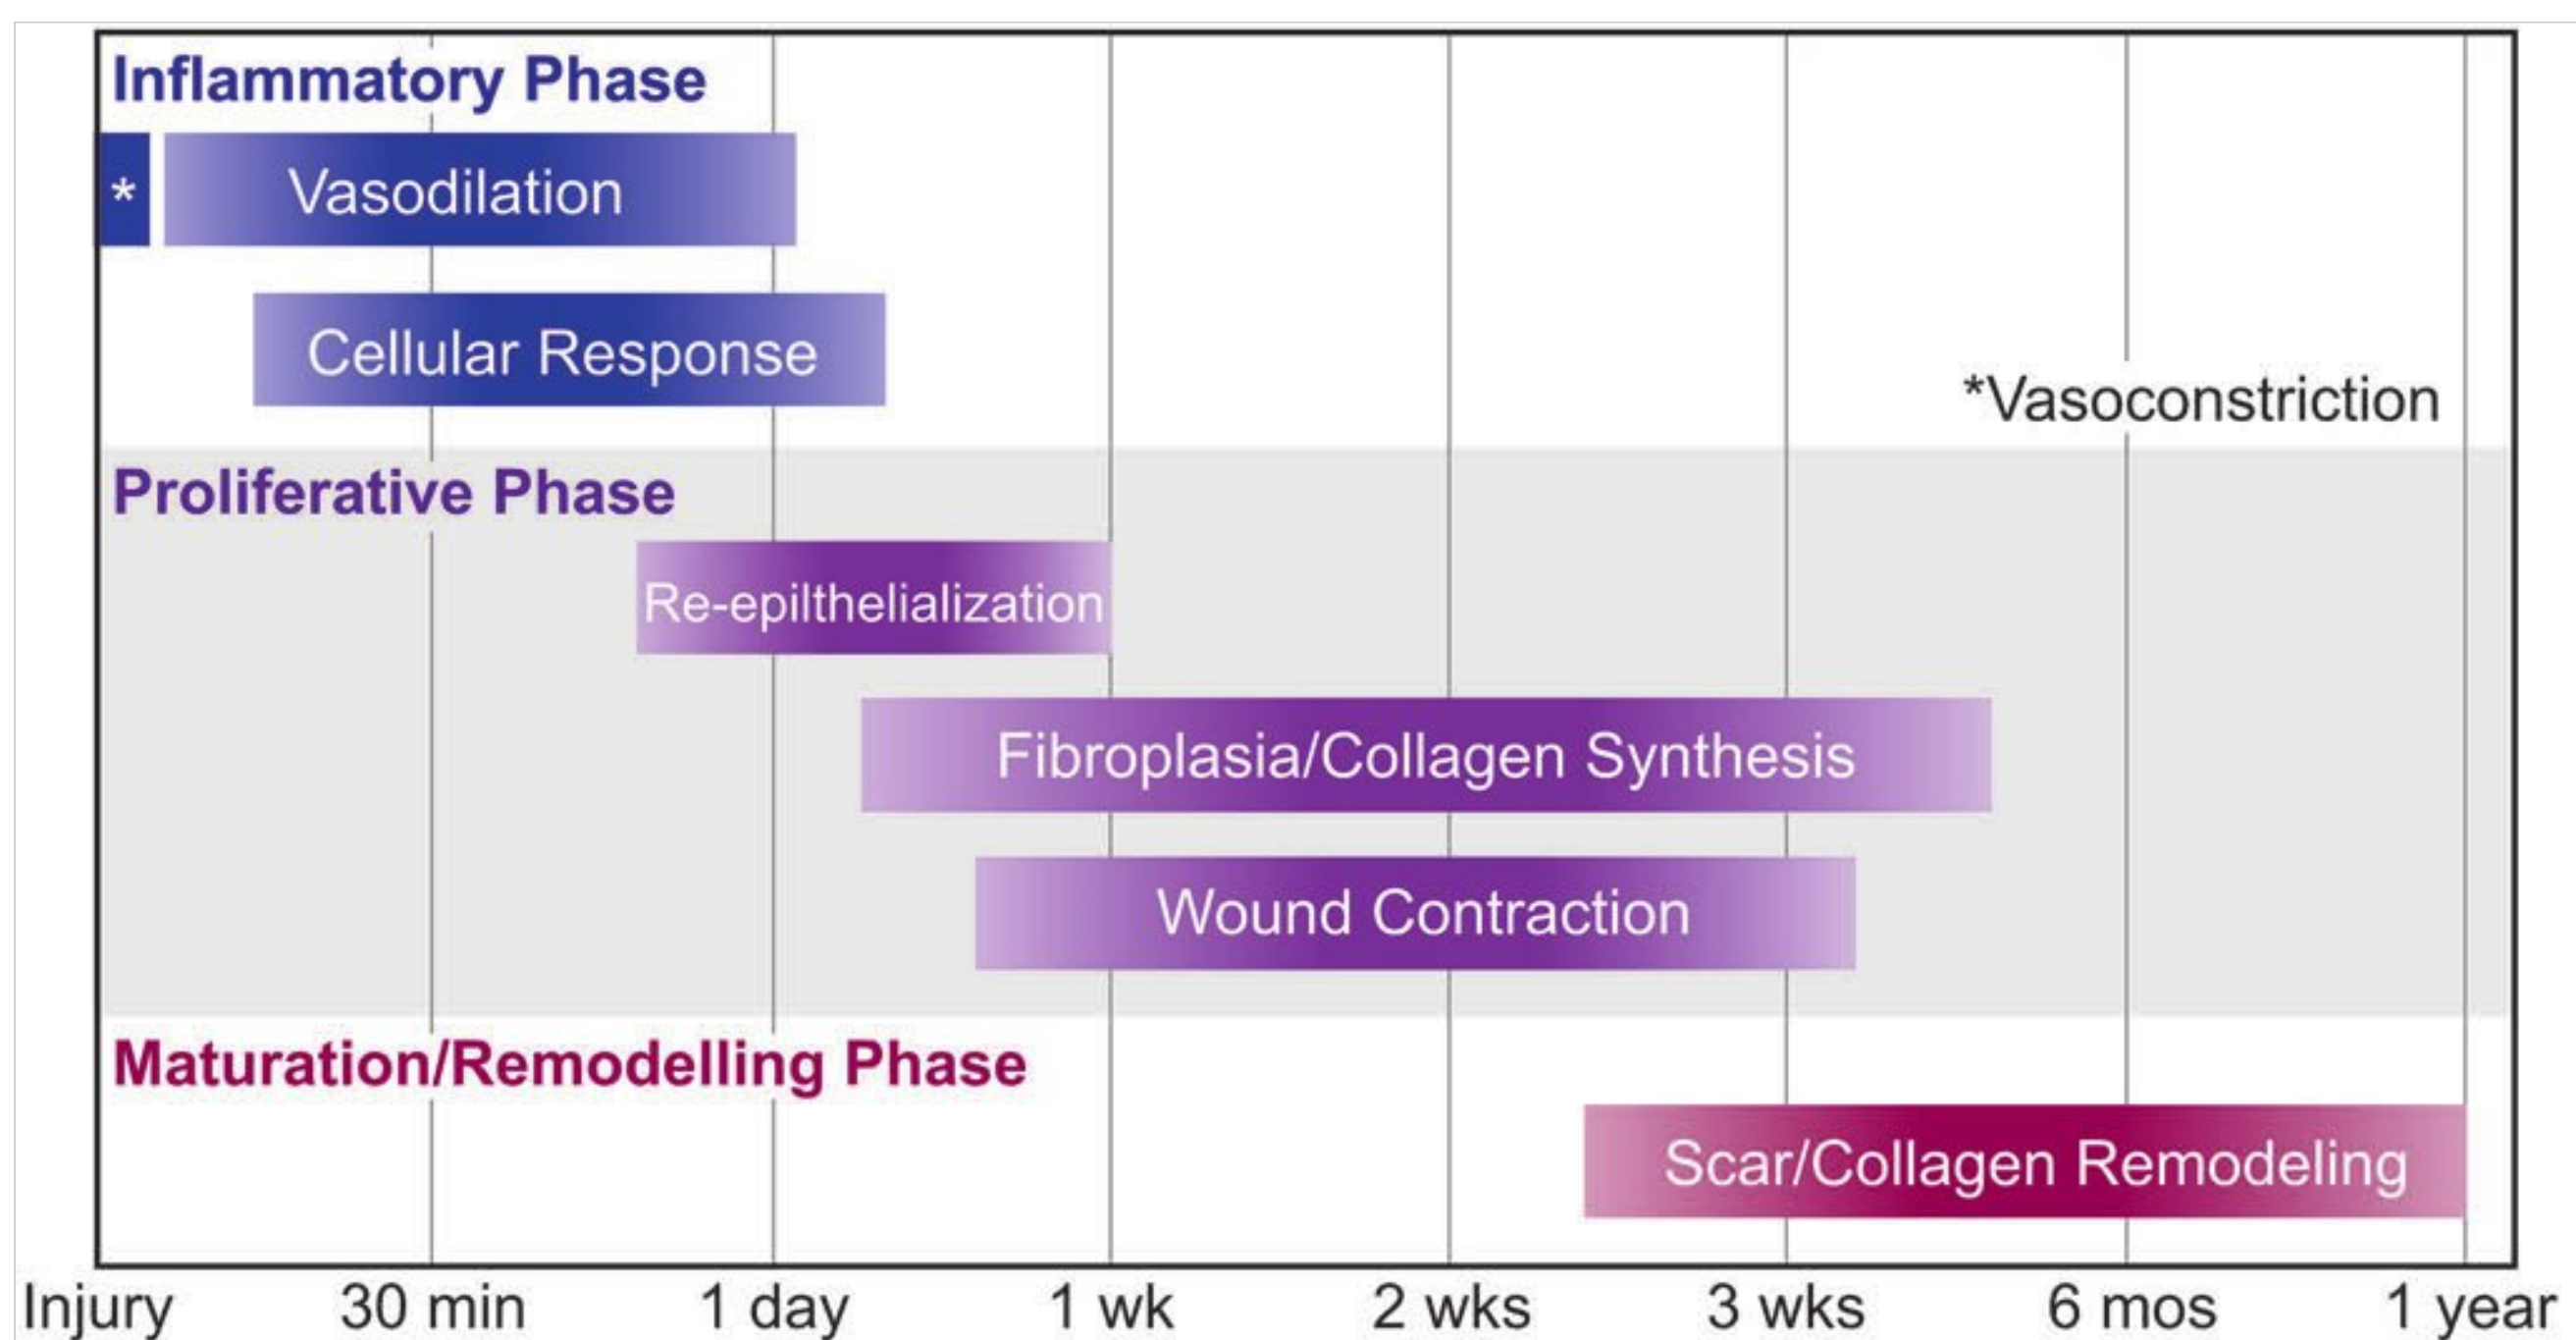 Inflammatory Phase
*
Vasodilation
Cellular Response
*Vasoconstriction
Proliferative Phase
Re-epilthelialization
Fibroplasia/Collagen Synthesis
Wound Contraction
Maturation/Remodelling Phase
Scar/Collagen Remodeling
Injury 30 min 1 day 1 wk 2 wks 3 wks 6 mos 1 year